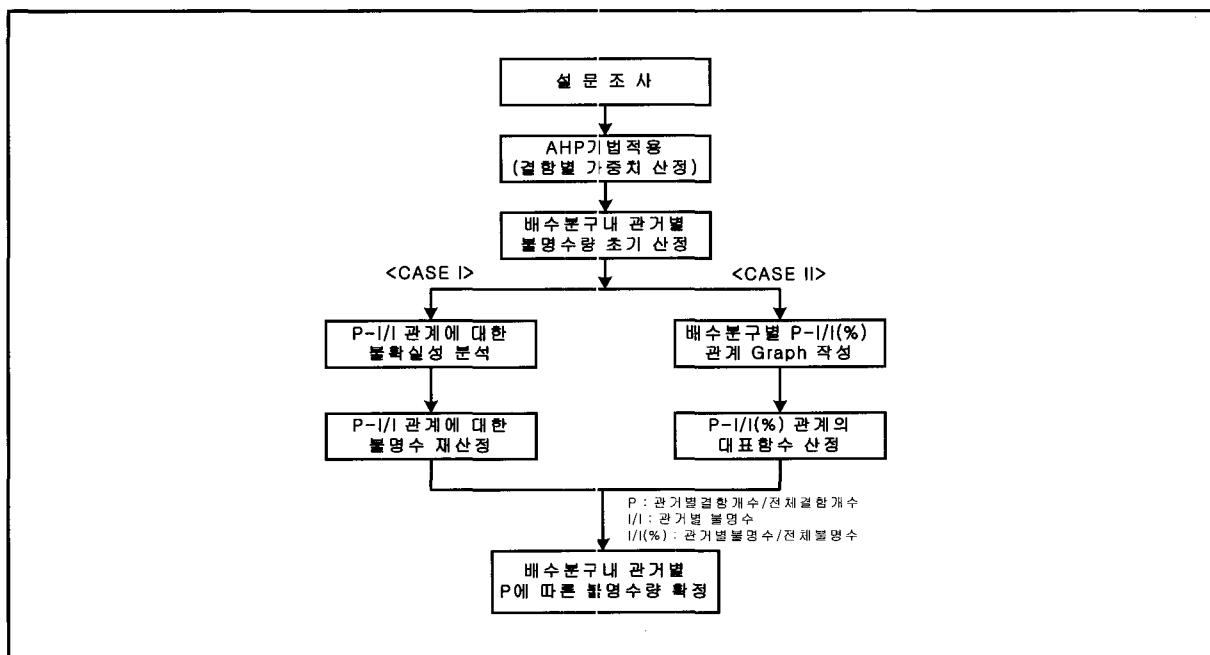 설 문 조 사
AHP기법적용
(결함별 가중치 산정)
배수분구내 관거별
불명수량 초기 산정
<CASE I>
<CASE II>
P-I/I 관계에 대한
불확실성 분석
배수분구별 P-I/I(%)
관계 Graph 작성
P-I/I 관계에 대한
불명수 재산정
P-I/I(%) 관계의
대표함수 산정
P : 관거별결함개수/전체결함개수
I/I : 관거별 불명수
I/I(%) : 관거별불명수/전체불명수
배수분구내 관거별
P에 따른 불명수량 확정